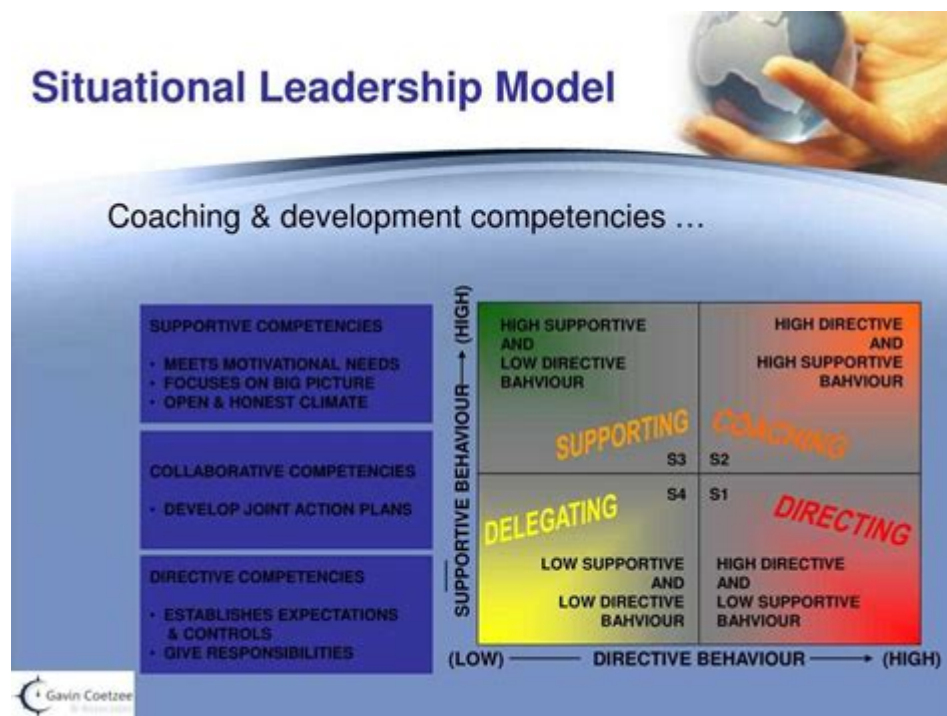 Situational Leadership Model
Coaching & development competencies …
SUPPORTIVE COMPETENCIES
• MEETS MOTIVATIONAL NEEDS
• FOCUSES ON BIG PICTURE
• OPEN & HONEST CLIMATE
COLLABORATIVE COMPETENCIES
• DEVELOP JOINT ACTION PLANS
DIRECTIVE COMPETENCIES
• ESTABLISHES EXPECTATIONS
& CONTROLS
• GIVE RESPONSIBILITIES
SUPPORTIVE BEHAVIOUR
(HIGH)
HIGH SUPPORTIVE
AND
LOW DIRECTIVE
BAHVIOUR
SUPPORTING
S3
HIGH DIRECTIVE
AND
HIGH SUPPORTIVE
BAHVIOUR
COACHING
S2
S4
DELEGATING
LOW SUPPORTIVE
AND
LOW DIRECTIVE
BAHVIOUR
S1
DIRECTING
HIGH DIRECTIVE
AND
LOW SUPPORTIVE
BAHVIOUR
(LOW) DIRECTIVE BEHAVIOUR (HIGH)
Gavin Coetzee